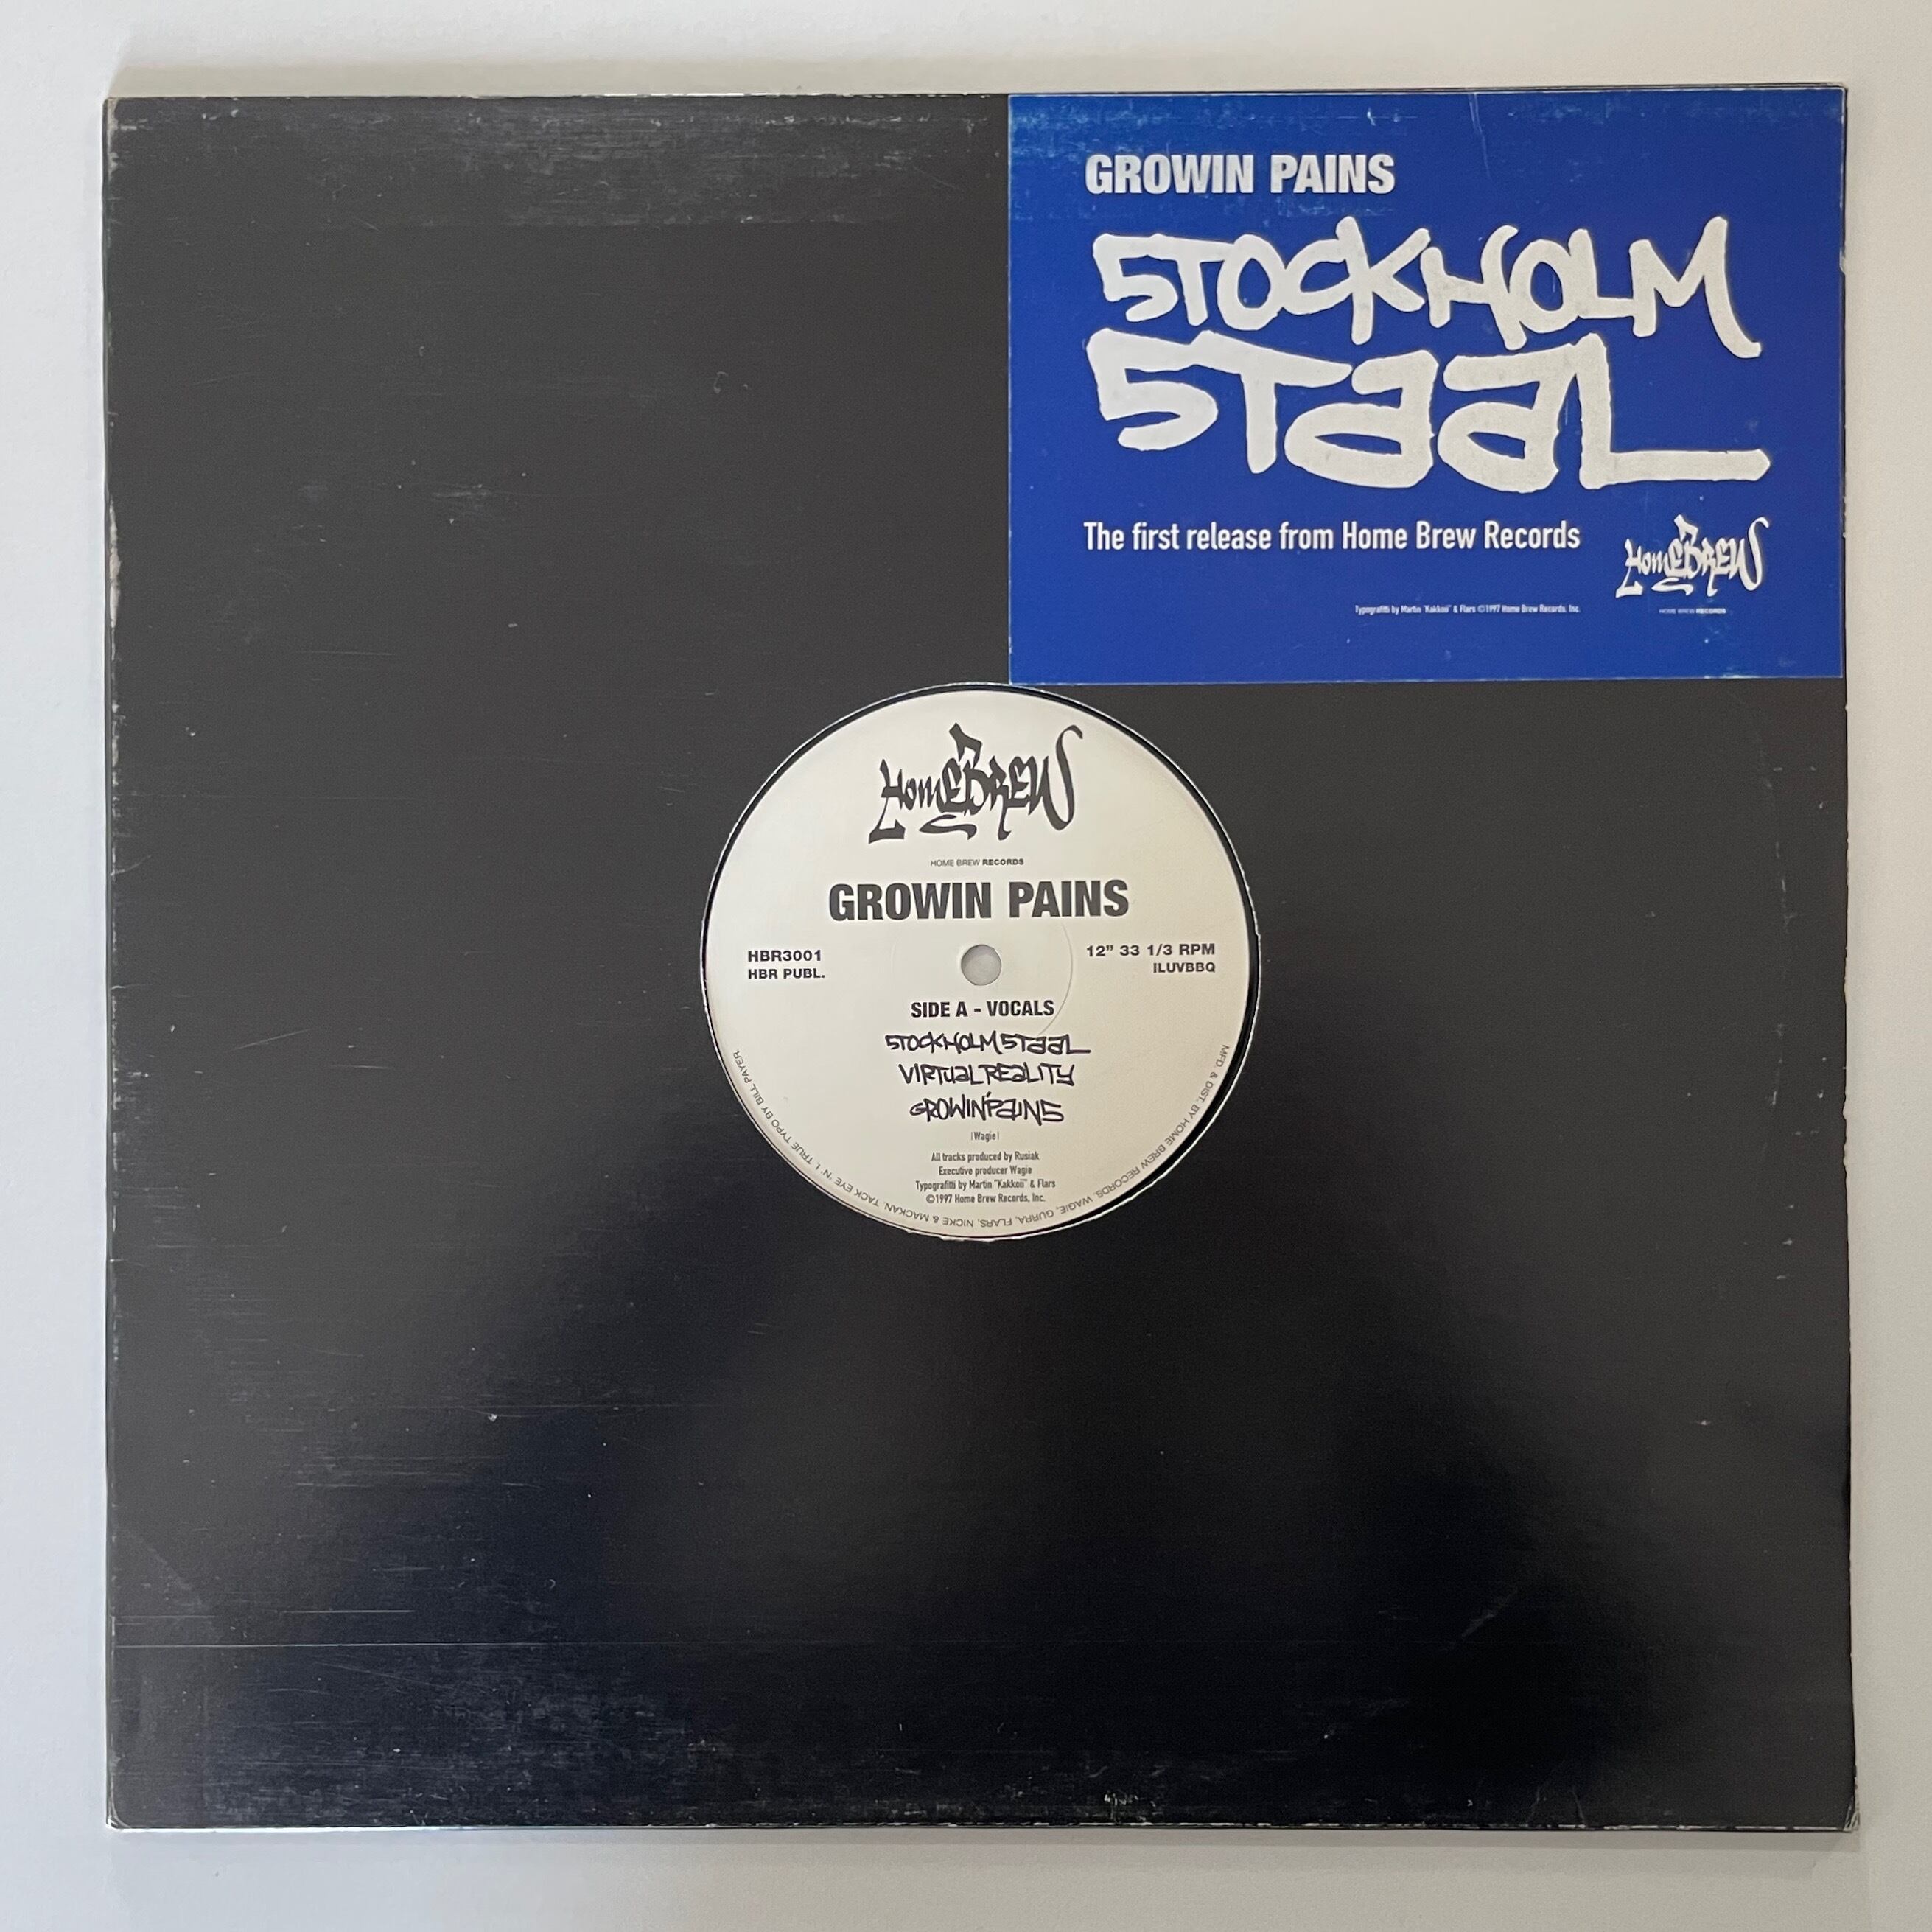 GROWIN PAINS
STOCKHOLM
STaaL
The first release from Home Brew Records
HomEBREW
HOME BREW RECORDS
Typografitti by Martin "Kakkoii" & Flars ©1997 Home Brew Records, Inc.
HomEBREW
HOME BREW RECORDS
GROWIN PAINS
HBR3001
HBR PUBL.
12” 33 1/3 RPM
ILUVBBQ
SIDE A - VOCALS
STOCKHOLM STaaL
VIRTUaL REaLITY
GROWIN' PaINS
(Wagie)
All tracks produced by Rusiak
Executive producer Wagie
Typografitti by Martin "Kakkoii" & Flars
©1997 Home Brew Records, Inc.
MFD. & DIST. BY HOME BREW RECORDS. WAGIE, GURRA, FLARS, NICKE & MACKAN. TACK EYE 'N' I. TRUE TYPO BY BILL PAYER.